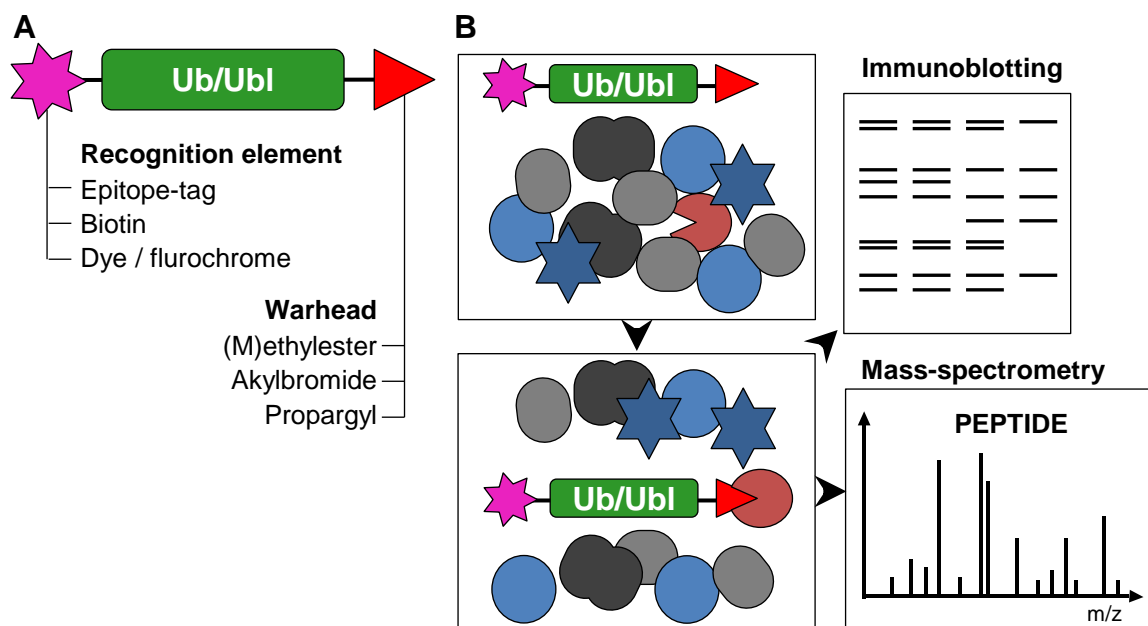 A
Ub/Ubl
Recognition element
Epitope-tag
Biotin
Dye / flurochrome
Warhead
(M)ethylester
Akylbromide
Propargyl
B
Ub/Ubl
Ub/Ubl
Immunoblotting
Mass-spectrometry
PEPTIDE
m/z